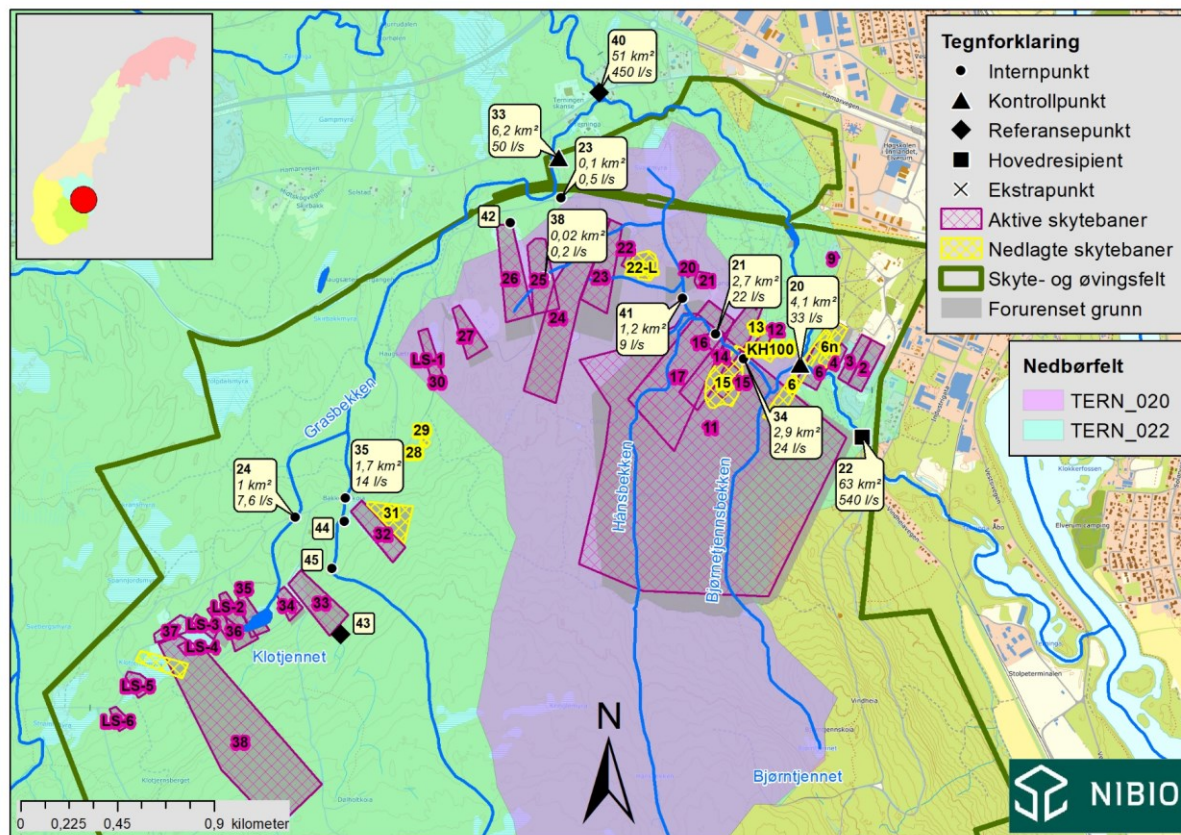 Tegnforklaring
Internpunkt
Kontrollpunkt
Referansepunkt
Hovedresipient
Ekstrapunkt
Aktive skytebaner
Nedlagte skytebaner
Skyte- og øvingsfelt
Forurenset grunn
Nedbørfelt
TERN_020
TERN_022
40
51 km²
450 l/s
33
6,2 km²
50 l/s
23
0,1 km²
0,5 l/s
42
38
0,02 km²
0,2 l/s
26
25
24
23
22
22-L
20
21
9
21
2,7 km²
22 l/s
20
4,1 km²
33 l/s
41
1,2 km²
9 l/s
27
LS-1
30
16
14
13
12
KH100
15
15
17
11
6n
6
6
4
3
2
34
2,9 km²
24 l/s
22
63 km²
540 l/s
Grasbekken
Hånsbekken
Bjørnetjennsbekken
29
28
35
1,7 km²
14 l/s
24
1 km²
7,6 l/s
44
31
32
45
35
LS-2
34
33
43
37
LS-3
36
LS-4
Klotjennet
LS-5
LS-6
38
Klotjernsberget
Vindheia
Stolpeterminalen
Elverum camping
Klokkerfossen
Gampmyra
Bjørntjennet
N
0 0,225 0,45 0,9 kilometer
NIBIO